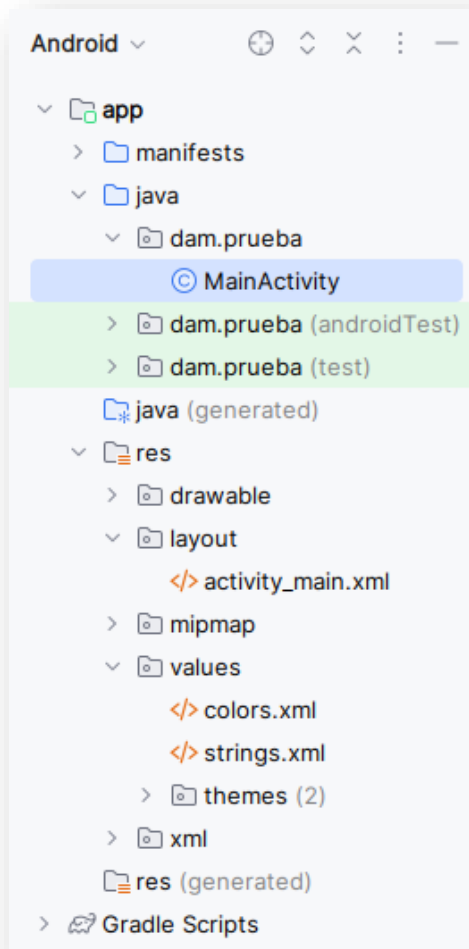 Android
app
manifests
java
dam.prueba
MainActivity
dam.prueba (androidTest)
dam.prueba (test)
java (generated)
res
drawable
layout
activity_main.xml
mipmap
values
colors.xml
strings.xml
themes (2)
xml
res (generated)
Gradle Scripts